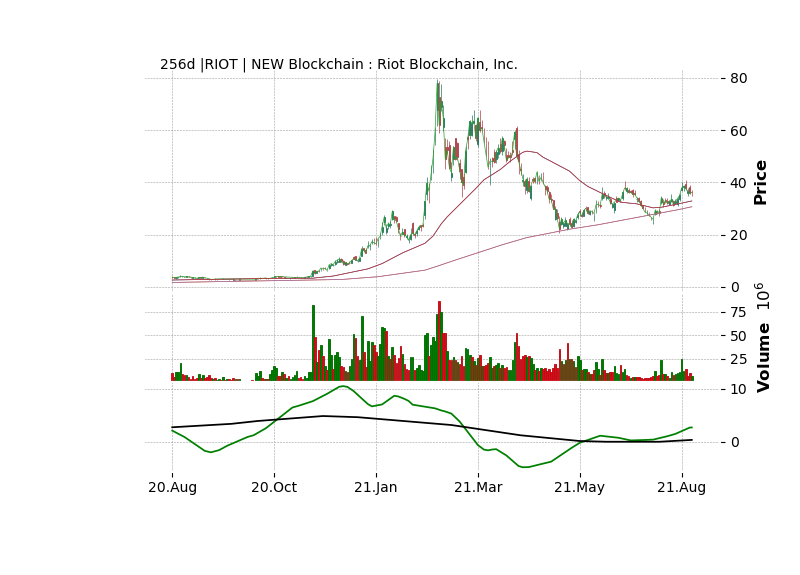 256d |RIOT | NEW Blockchain : Riot Blockchain, Inc.
80
60
40
20
0
Price
75
50
25
Volume 10^6
10
0
20.Aug 20.Oct 21.Jan 21.Mar 21.May 21.Aug